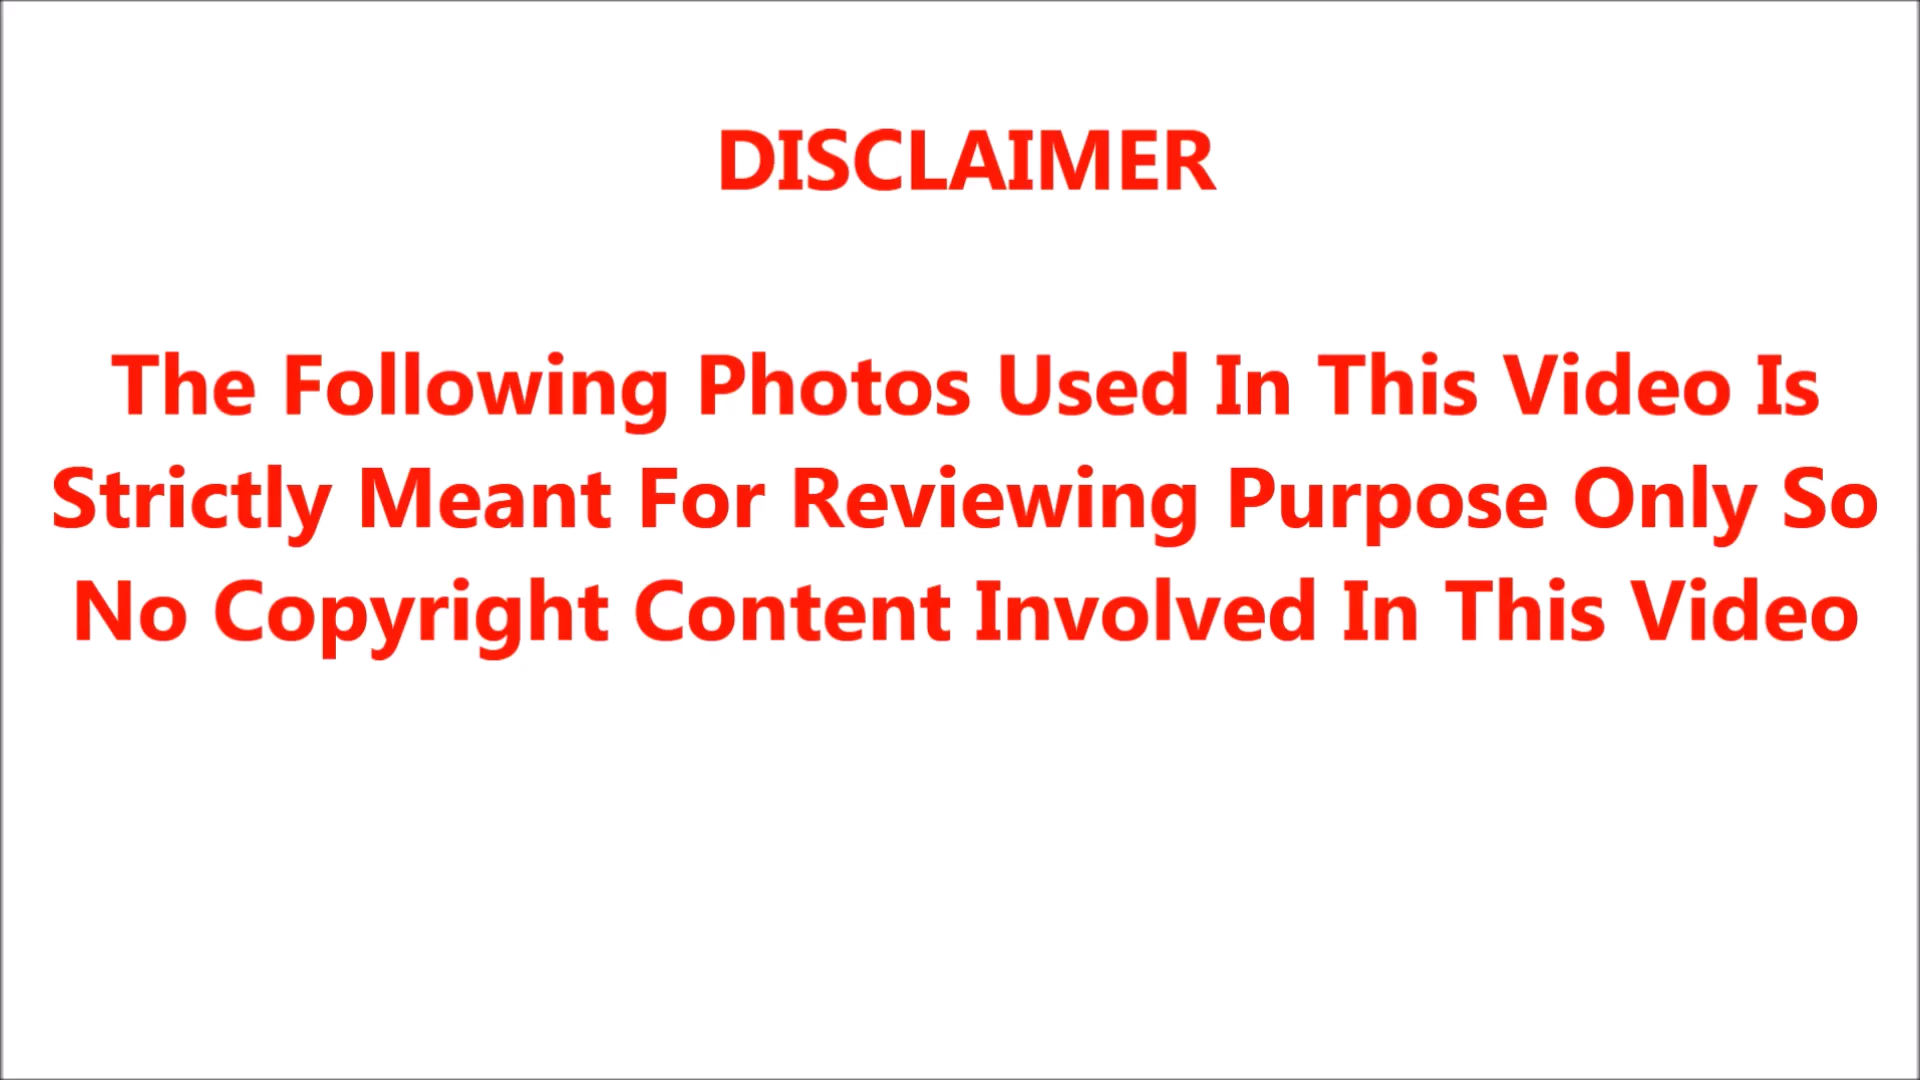 DISCLAIMER
The Following Photos Used In This Video Is
Strictly Meant For Reviewing Purpose Only So
No Copyright Content Involved In This Video